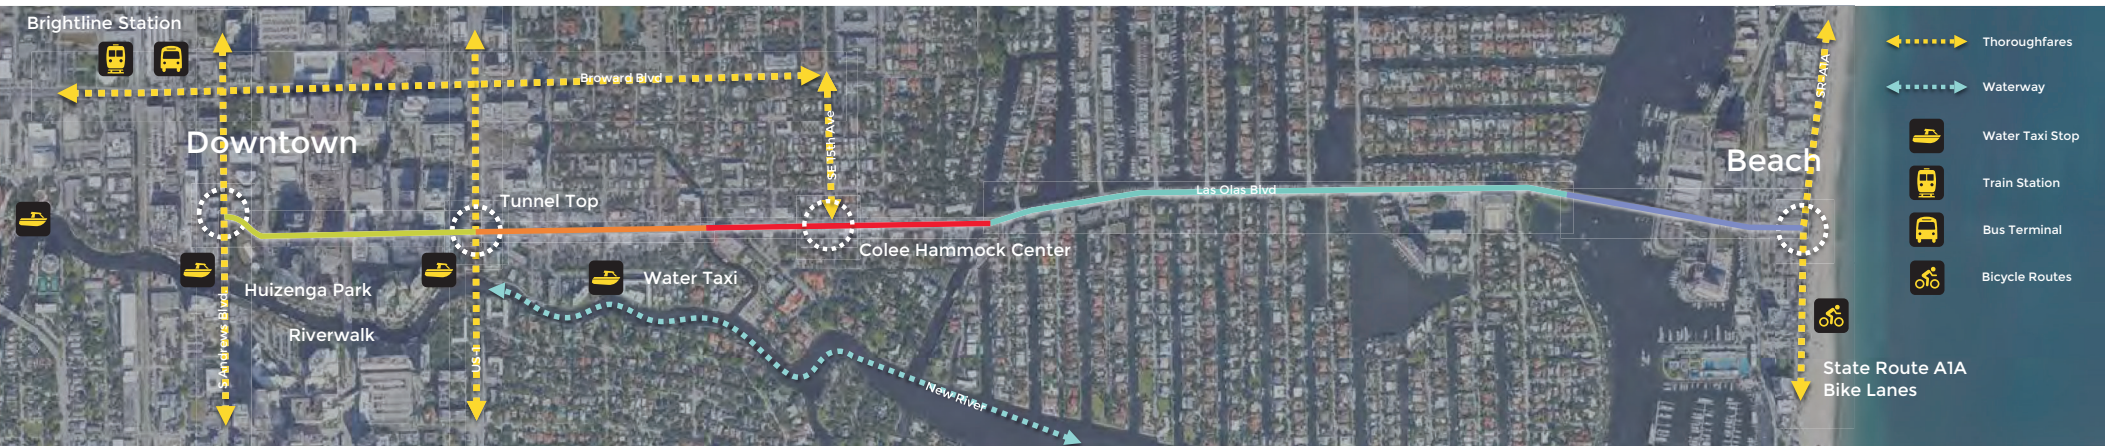 Brightline Station
Broward Blvd
Downtown
SE 15th Ave
SR A1A
Beach
Thoroughfares
Waterway
Water Taxi Stop
Train Station
Bus Terminal
Bicycle Routes
Tunnel Top
Las Olas Blvd
Colee Hammock Center
Huizenga Park
Water Taxi
Riverwalk
S Andrews Blvd
US-1
New River
State Route A1A
Bike Lanes